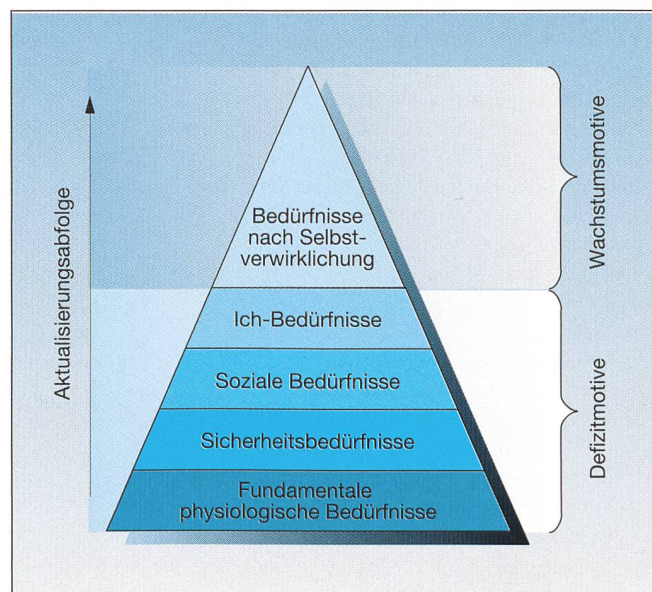 Bedürfnisse
nach Selbst-
verwirklichung
Ich-Bedürfnisse
Soziale Bedürfnisse
Sicherheitsbedürfnisse
Fundamentale
physiologische Bedürfnisse
Aktualisierungsabfolge
Wachstumsmotive
Defizitmotive